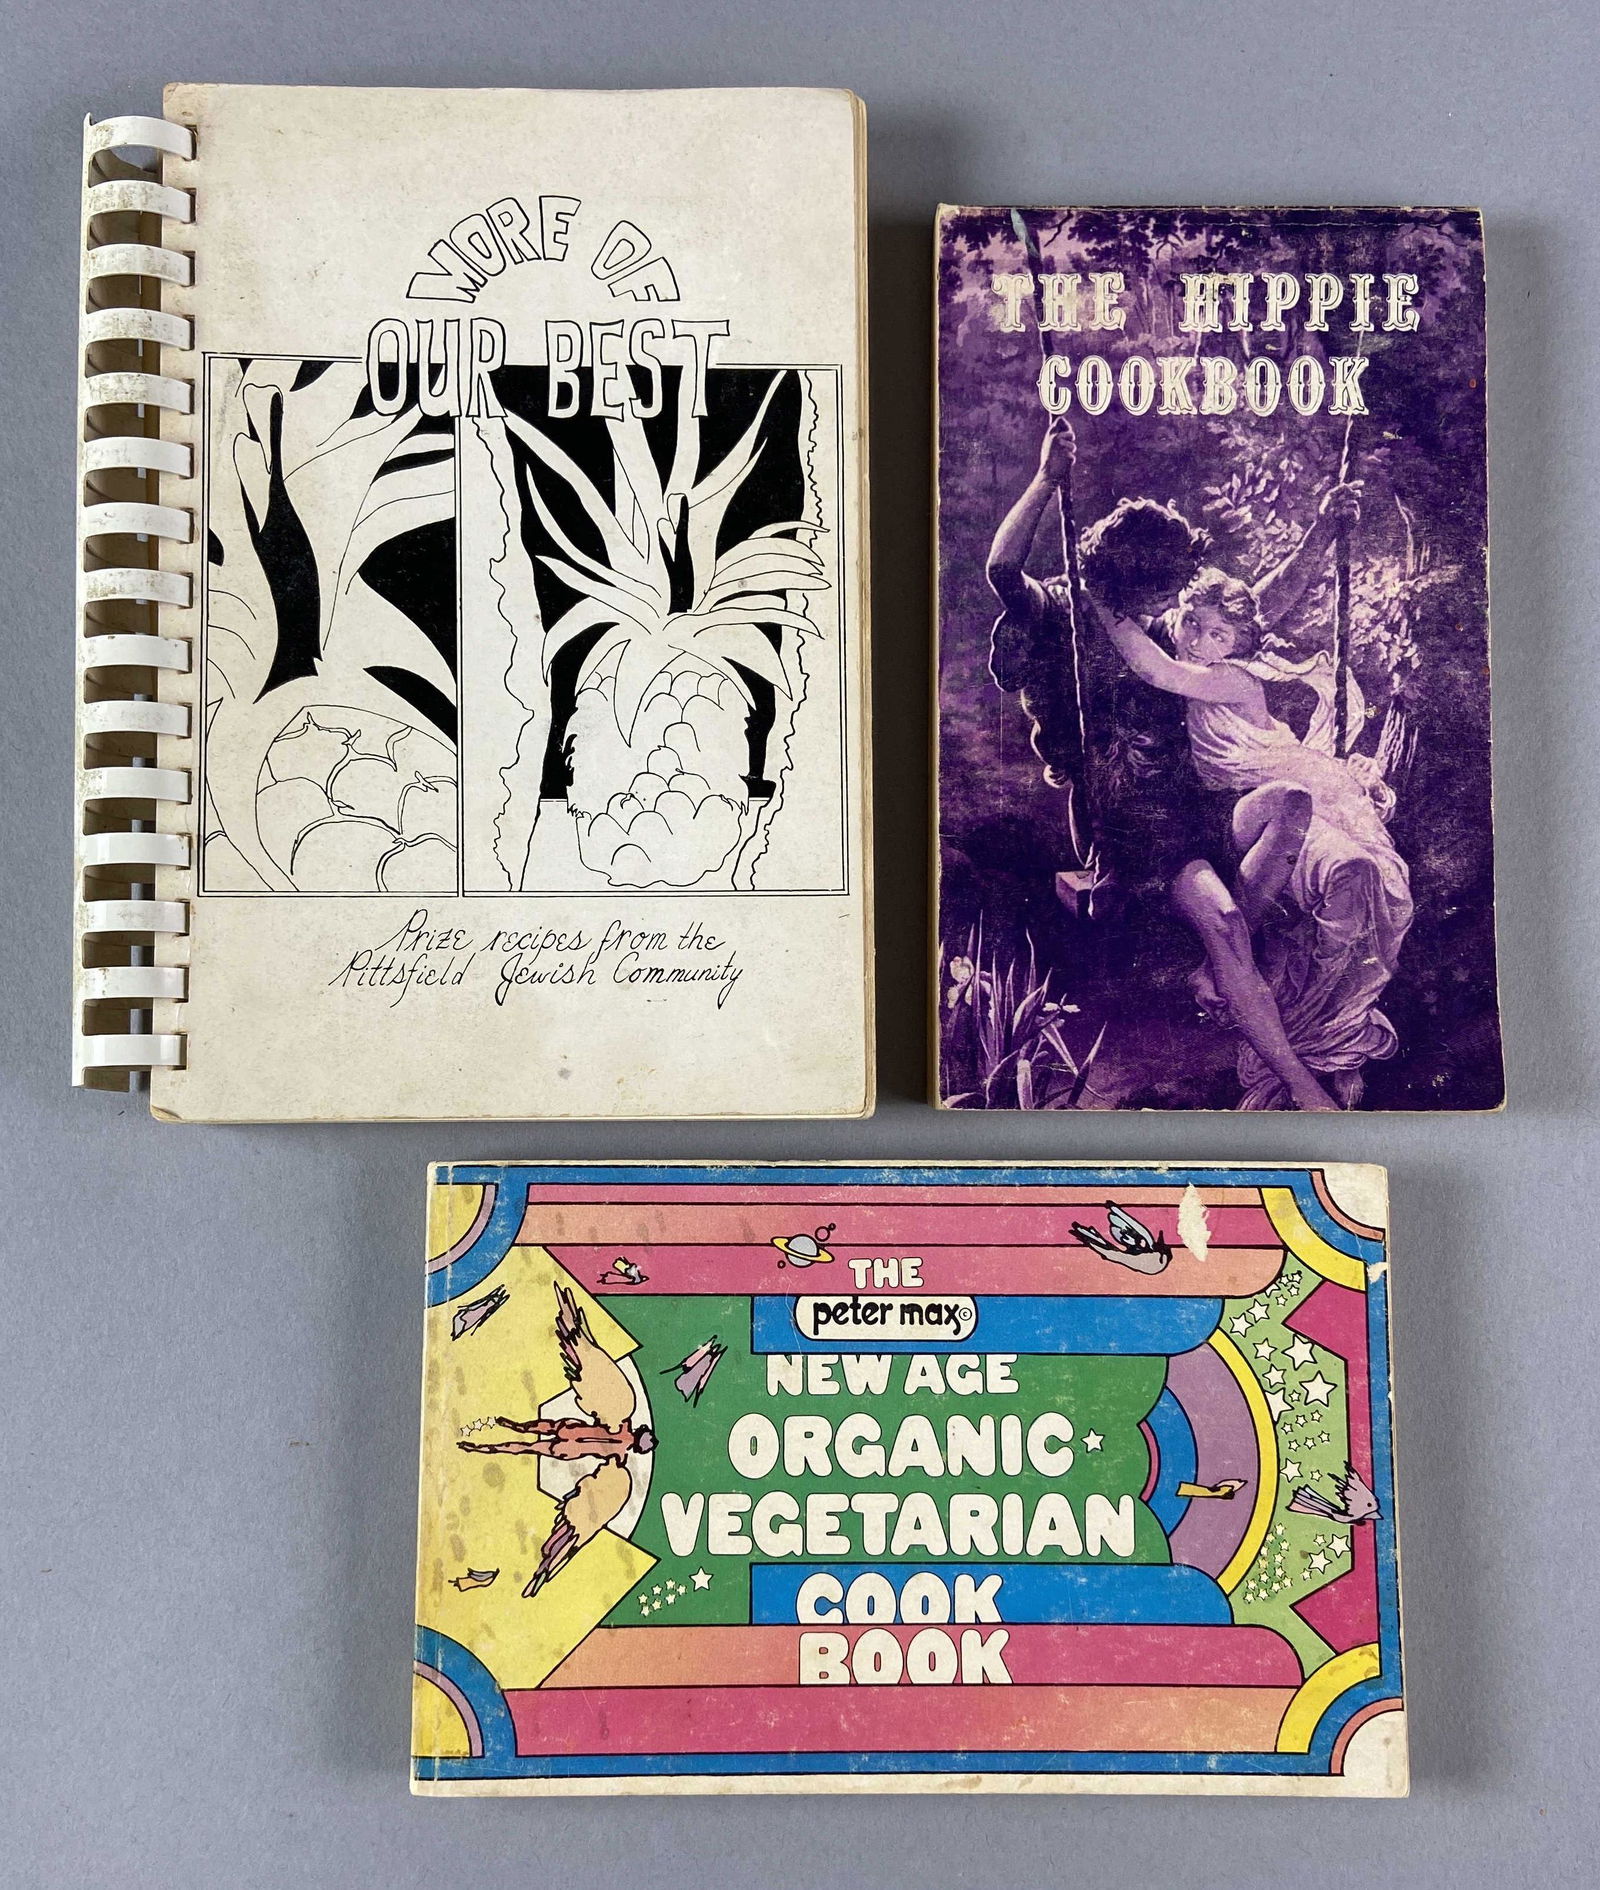 MORE OF
OUR BEST
Prize recipes from the
Pittsfield Jewish Community
THE HIPPIE
COOKBOOK
THE
peter max©
NEW AGE
ORGANIC
VEGETARIAN
COOK
BOOK